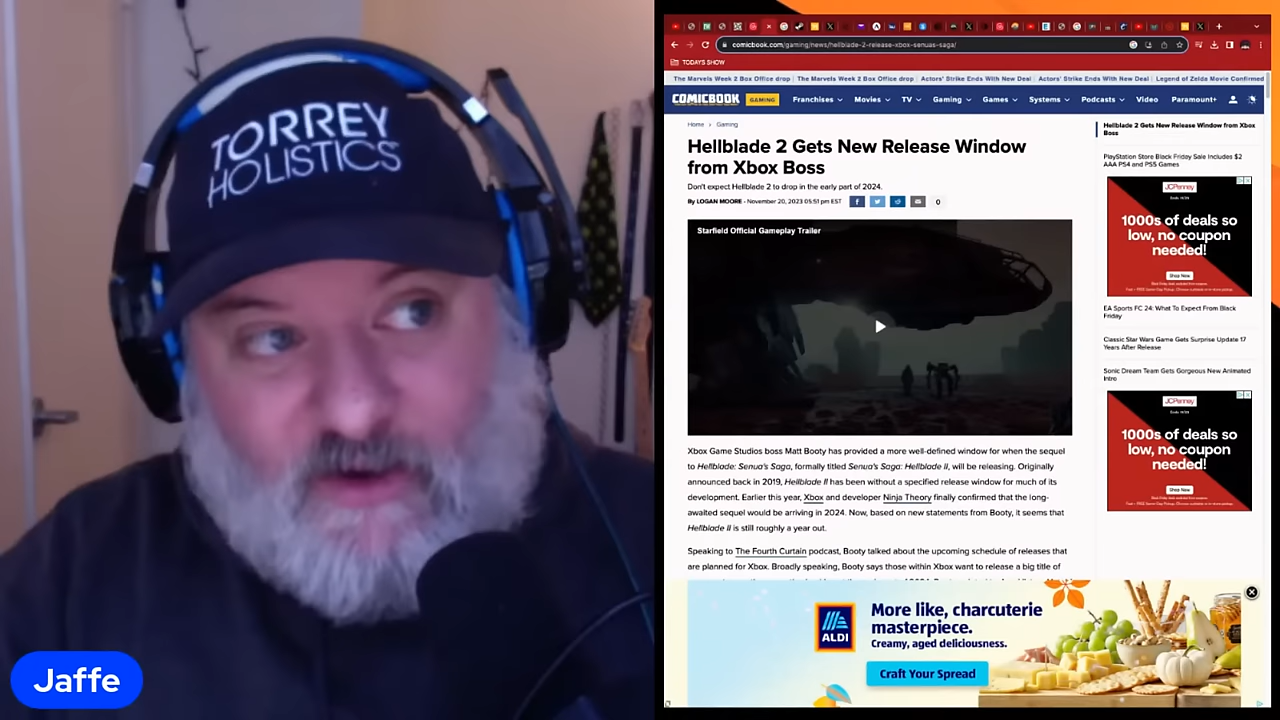 TORREY
HOLISTICS
Jaffe
comicbook.com/gaming/news/hellblade-2-release-xbox-senuas-saga/
TODAYS SHOW
The Marvels Week 2 Box Office drop | The Marvels Week 2 Box Office drop | Actors' Strike Ends With New Deal | Actors' Strike Ends With New Deal | Legend of Zelda Movie Confirmed
COMICBOOK GAMING Franchises Movies TV Gaming Games Systems Podcasts Video Paramount+
Home > Gaming
Hellblade 2 Gets New Release Window
from Xbox Boss
Don't expect Hellblade 2 to drop in the early part of 2024.
By LOGAN MOORE - November 20, 2023 05:51 pm EST
0
Starfield Official Gameplay Trailer
Xbox Game Studios boss Matt Booty has provided a more well-defined window for when the sequel
to Hellblade: Senua's Saga, formally titled Senua's Saga: Hellblade II, will be releasing. Originally
announced back in 2019, Hellblade II has been without a specified release window for much of its
development. Earlier this year, Xbox and developer Ninja Theory finally confirmed that the long-
awaited sequel would be arriving in 2024. Now, based on new statements from Booty, it seems that
Hellblade II is still roughly a year out.
Speaking to The Fourth Curtain podcast, Booty talked about the upcoming schedule of releases that
are planned for Xbox. Broadly speaking, Booty says those within Xbox want to release a big title of
Hellblade 2 Gets New Release Window from Xbox
Boss
PlayStation Store Black Friday Sale Includes $2
AAA PS4 and PS5 Games
JCPenney
1000s of deals so
low, no coupon
needed!
Shop Now
EA Sports FC 24: What To Expect From Black
Friday
Classic Star Wars Game Gets Surprise Update 17
Years After Release
Sonic Dream Team Gets Gorgeous New Animated
Intro
JCPenney
1000s of deals so
low, no coupon
needed!
Shop Now
ALDI
More like, charcuterie
masterpiece.
Creamy, aged deliciousness.
Craft Your Spread